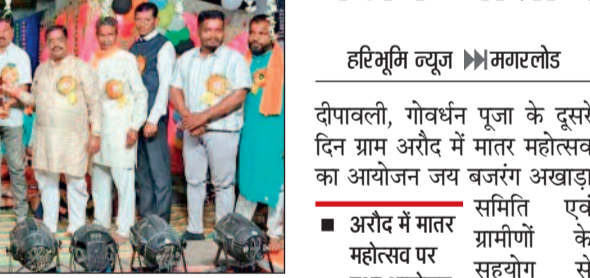 हरिभूमि न्यूज ▶▶| मगरलोड
दीपावली, गोवर्धन पूजा के दूसरे
दिन ग्राम अरौद में मातर महोत्सव
का आयोजन जय बजरंग अखाड़ा
समिति एवं
ग्रामीणों के
सहयोग से
■ अरौद में मातर
महोत्सव पर